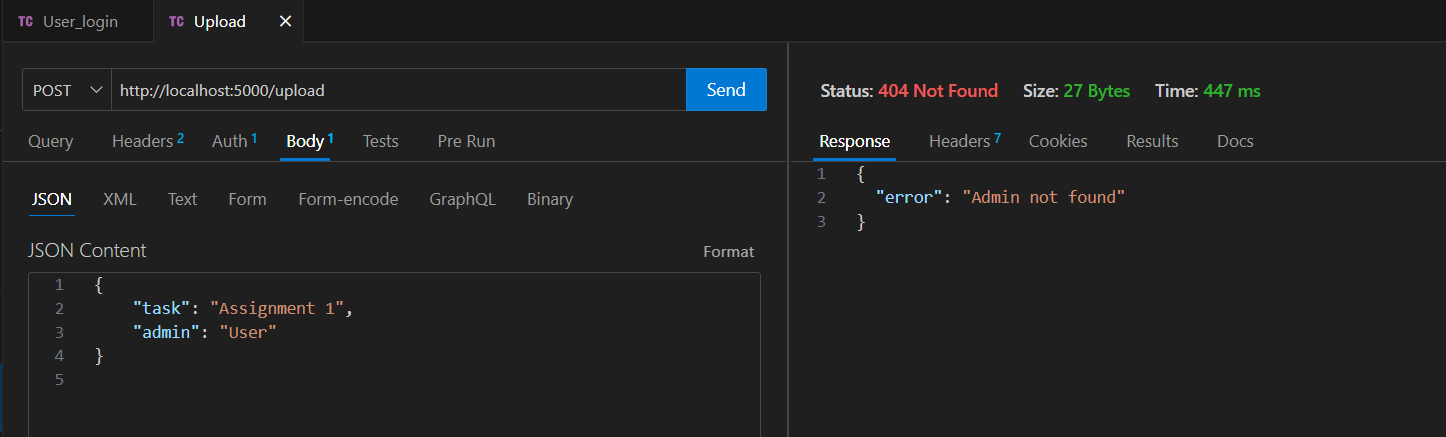 TC User_login
TC Upload ✕
POST http://localhost:5000/upload Send
Query Headers 2 Auth 1 Body 1 Tests Pre Run
JSON XML Text Form Form-encode GraphQL Binary
JSON Content Format
1 {
2 "task": "Assignment 1",
3 "admin": "User"
4 }
5
Status: 404 Not Found Size: 27 Bytes Time: 447 ms
Response Headers 7 Cookies Results Docs
1 {
2 "error": "Admin not found"
3 }